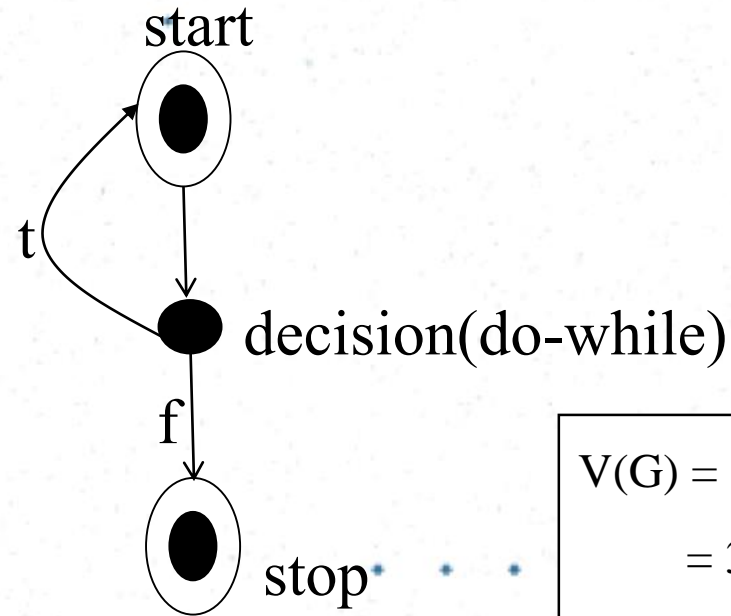 start
t
decision(do-while)
f
V(G) =
= 3
stop